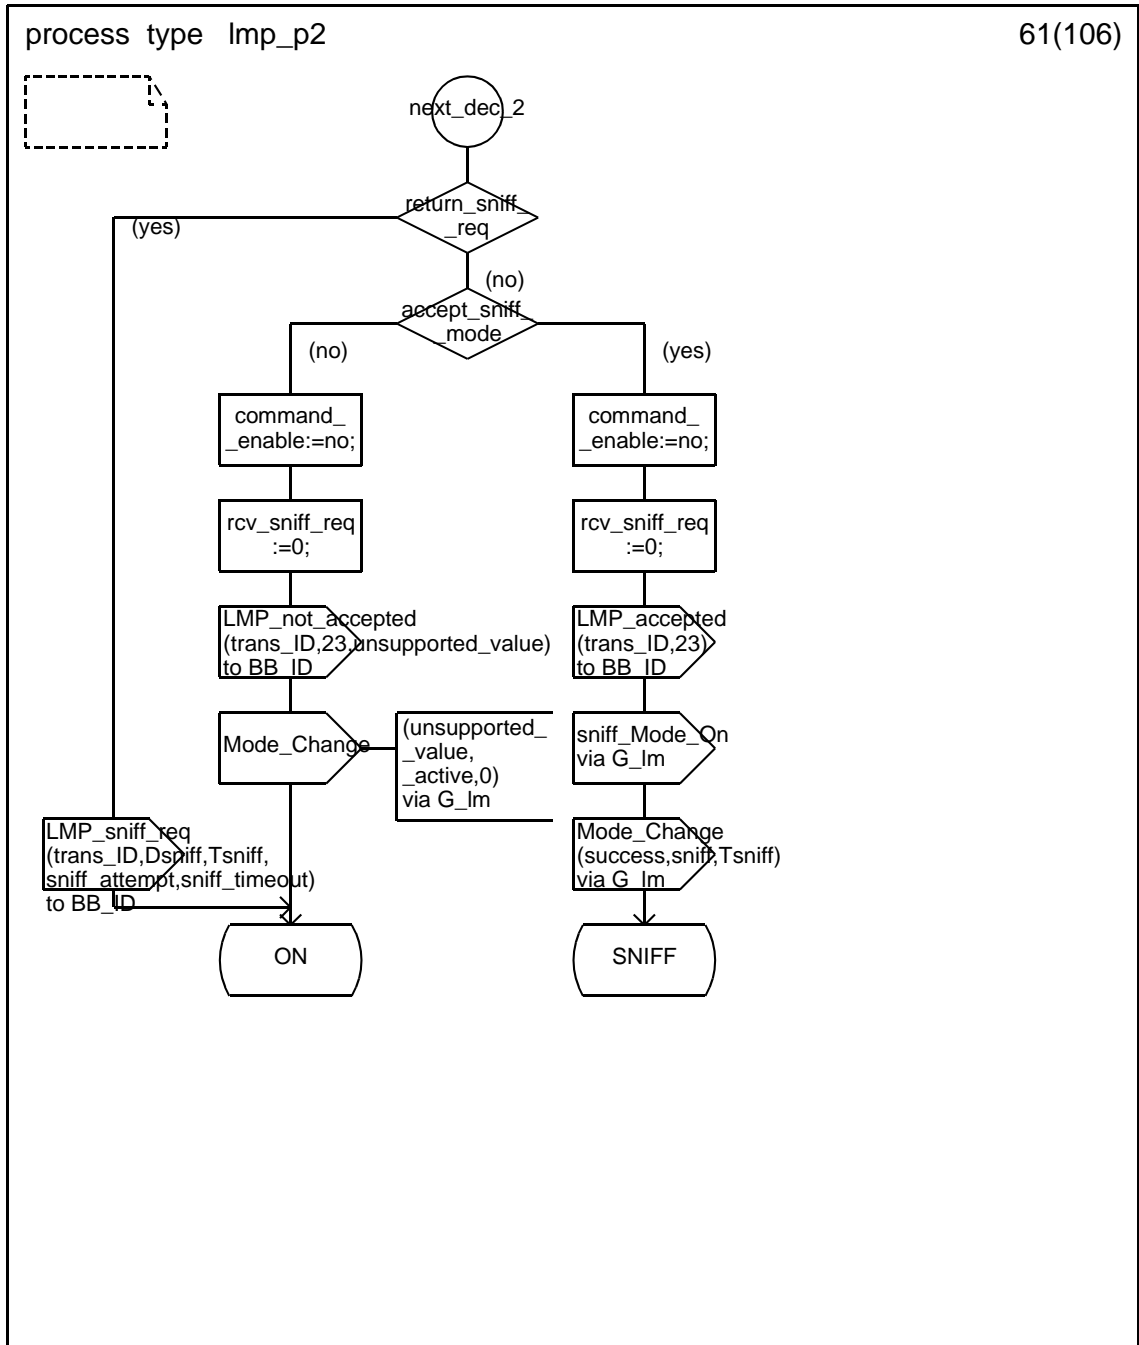 process type lmp_p2
61(106)
next_dec_2
return_sniff_
_req
(yes)
(no)
accept_sniff_
_mode
(no)
(yes)
command_
_enable:=no;
command_
_enable:=no;
rcv_sniff_req
:=0;
rcv_sniff_req
:=0;
LMP_not_accepted
(trans_ID,23,unsupported_value)
to BB_ID
LMP_accepted
(trans_ID,23)
to BB_ID
Mode_Change
(unsupported_
_value,
_active,0)
via G_lm
sniff_Mode_On
via G_lm
LMP_sniff_req
(trans_ID,Dsniff,Tsniff,
sniff_attempt,sniff_timeout)
to BB_ID
Mode_Change
(success,sniff,Tsniff)
via G_lm
ON
SNIFF